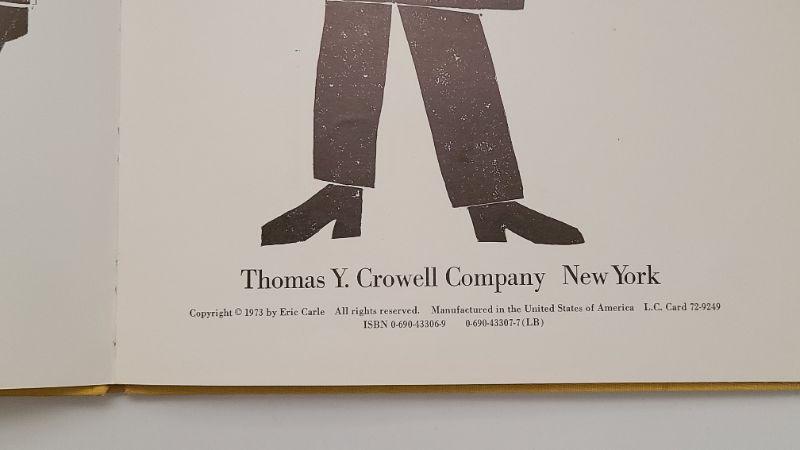 Thomas Y. Crowell Company New York
Copyright © 1973 by Eric Carle All rights reserved. Manufactured in the United States of America L.C. Card 72-9249
ISBN 0-690-43306-9 0-690-43307-7 (LB)